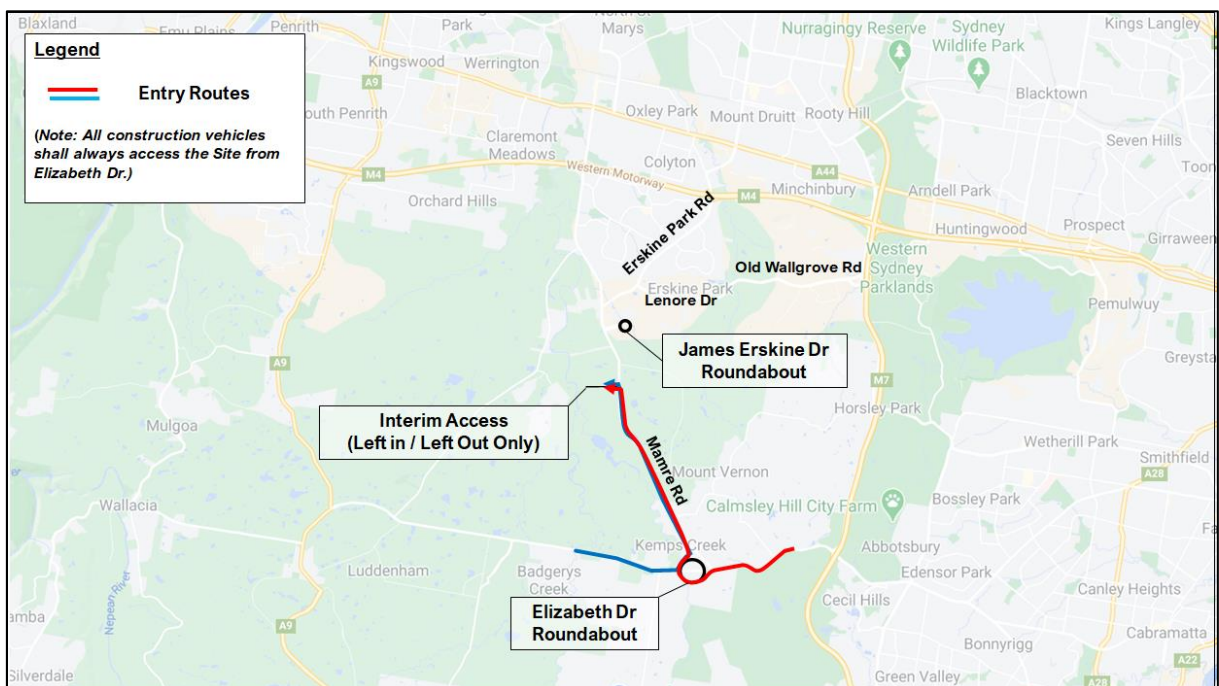 Blaxland
Emu Plains
Penrith
Park
North St
Marys
Nurragingy Reserve
Sydney
Wildlife Park
Kings Langley
Legend
Entry Routes
(Note: All construction vehicles
shall always access the Site from
Elizabeth Dr.)
Kingswood
Werrington
A9
Blacktown
South Penrith
Oxley Park
Mount Druitt
Rooty Hill
Claremont
Meadows
Seven Hills
Toon
Colyton
M4
Western Motorway
A44
Minchinbury
Arndell Park
Orchard Hills
M4
Prospect
Huntingwood
Girraween
Erskine Park Rd
Old Wallgrove Rd
Western
Sydney
Parklands
Erskine Park
Lenore Dr
Pemulwuy
James Erskine Dr
Roundabout
Greysta
A9
M7
Interim Access
(Left in / Left Out Only)
Horsley Park
Mulgoa
Mamre Rd
Wetherill Park
Smithfield
A28
Mount Vernon
Wallacia
Calmsley Hill City Farm
Bossley Park
Kemps Creek
Abbotsbury
Luddenham
Badgerys
Creek
Edensor Park
Canley Heights
Nepean River
Elizabeth Dr
Roundabout
Cecil Hills
amba
A9
Cabramatta
Bonnyrigg
A22
Silverdale
Green Valley
A28